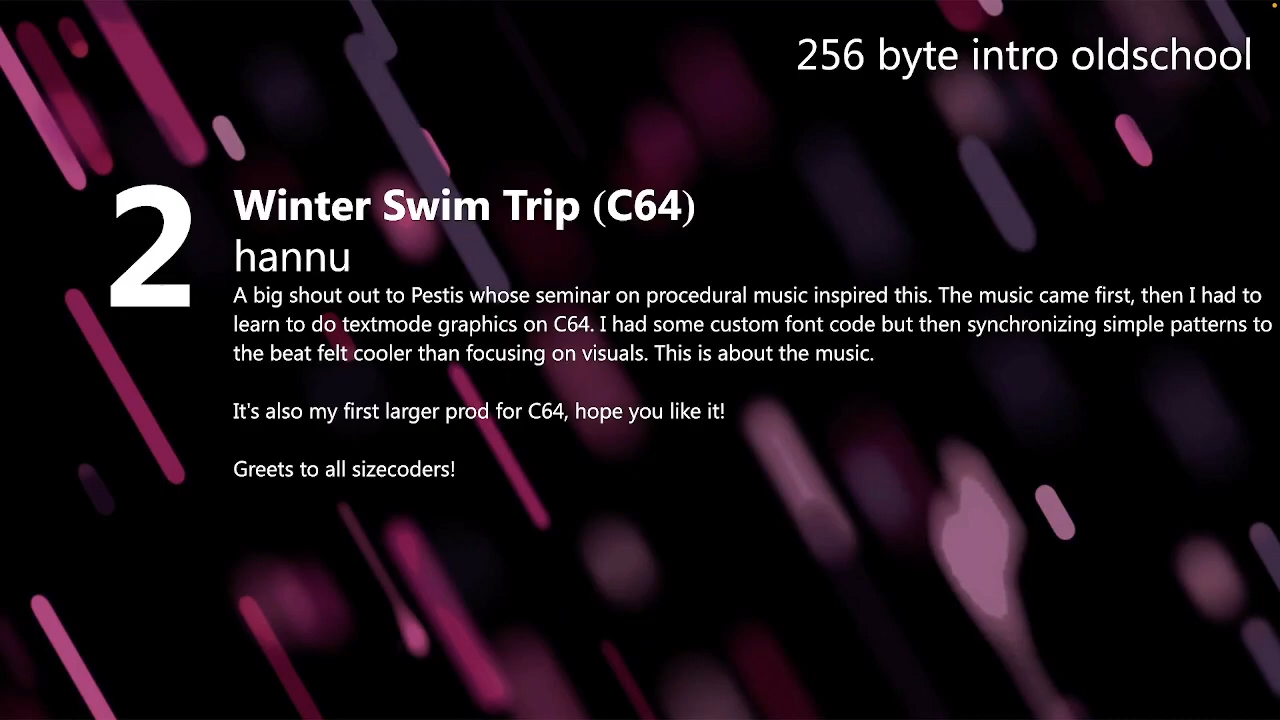 256 byte intro oldschool
2
Winter Swim Trip (C64)
hannu
A big shout out to Pestis whose seminar on procedural music inspired this. The music came first, then I had to
learn to do textmode graphics on C64. I had some custom font code but then synchronizing simple patterns to
the beat felt cooler than focusing on visuals. This is about the music.
It's also my first larger prod for C64, hope you like it!
Greets to all sizecoders!